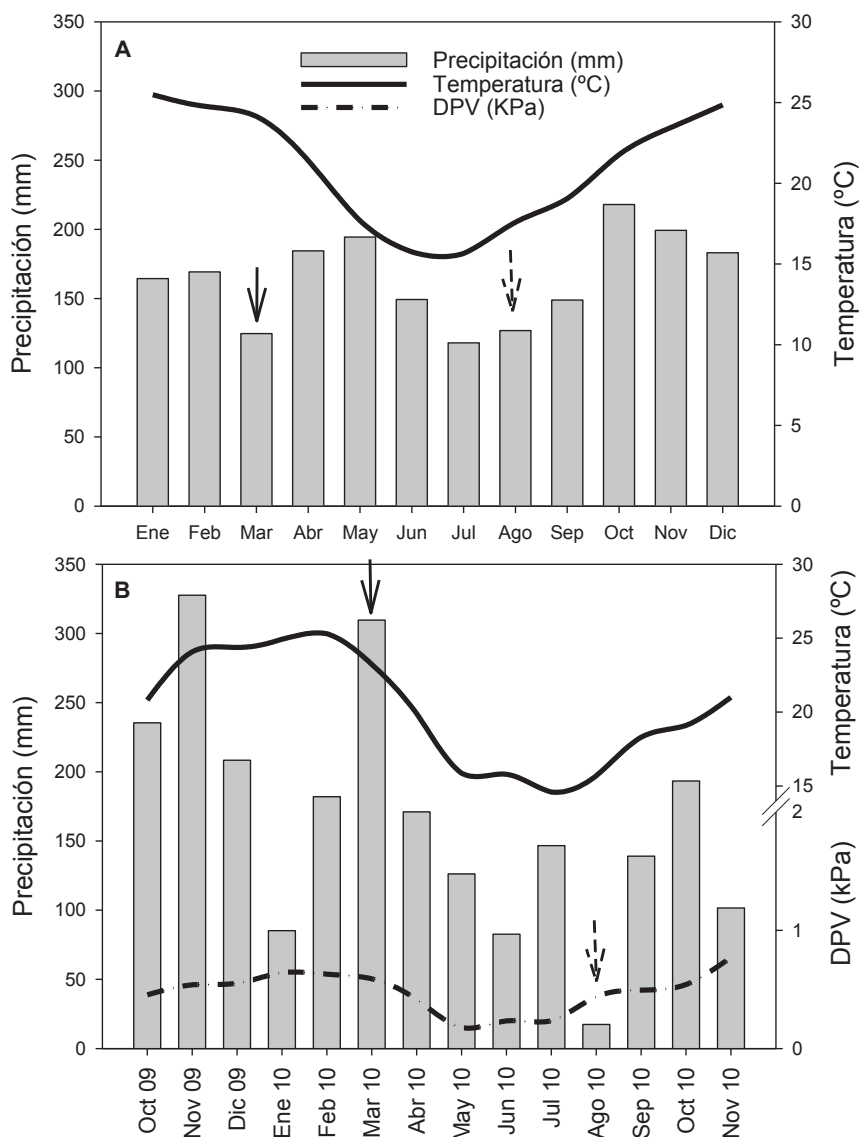 A
Precipitación (mm)
Temperatura (ºC)
DPV (KPa)
350
300
250
200
150
100
50
0
Precipitación (mm)
30
25
20
15
10
5
0
Temperatura (ºC)
Ene Feb Mar Abr May Jun Jul Ago Sep Oct Nov Dic
B
350
300
250
200
150
100
50
0
Precipitación (mm)
30
25
20
15
2
1
0
Temperatura (ºC)
DPV (kPa)
Oct 09
Nov 09
Dic 09
Ene 10
Feb 10
Mar 10
Abr 10
May 10
Jun 10
Jul 10
Ago 10
Sep 10
Oct 10
Nov 10